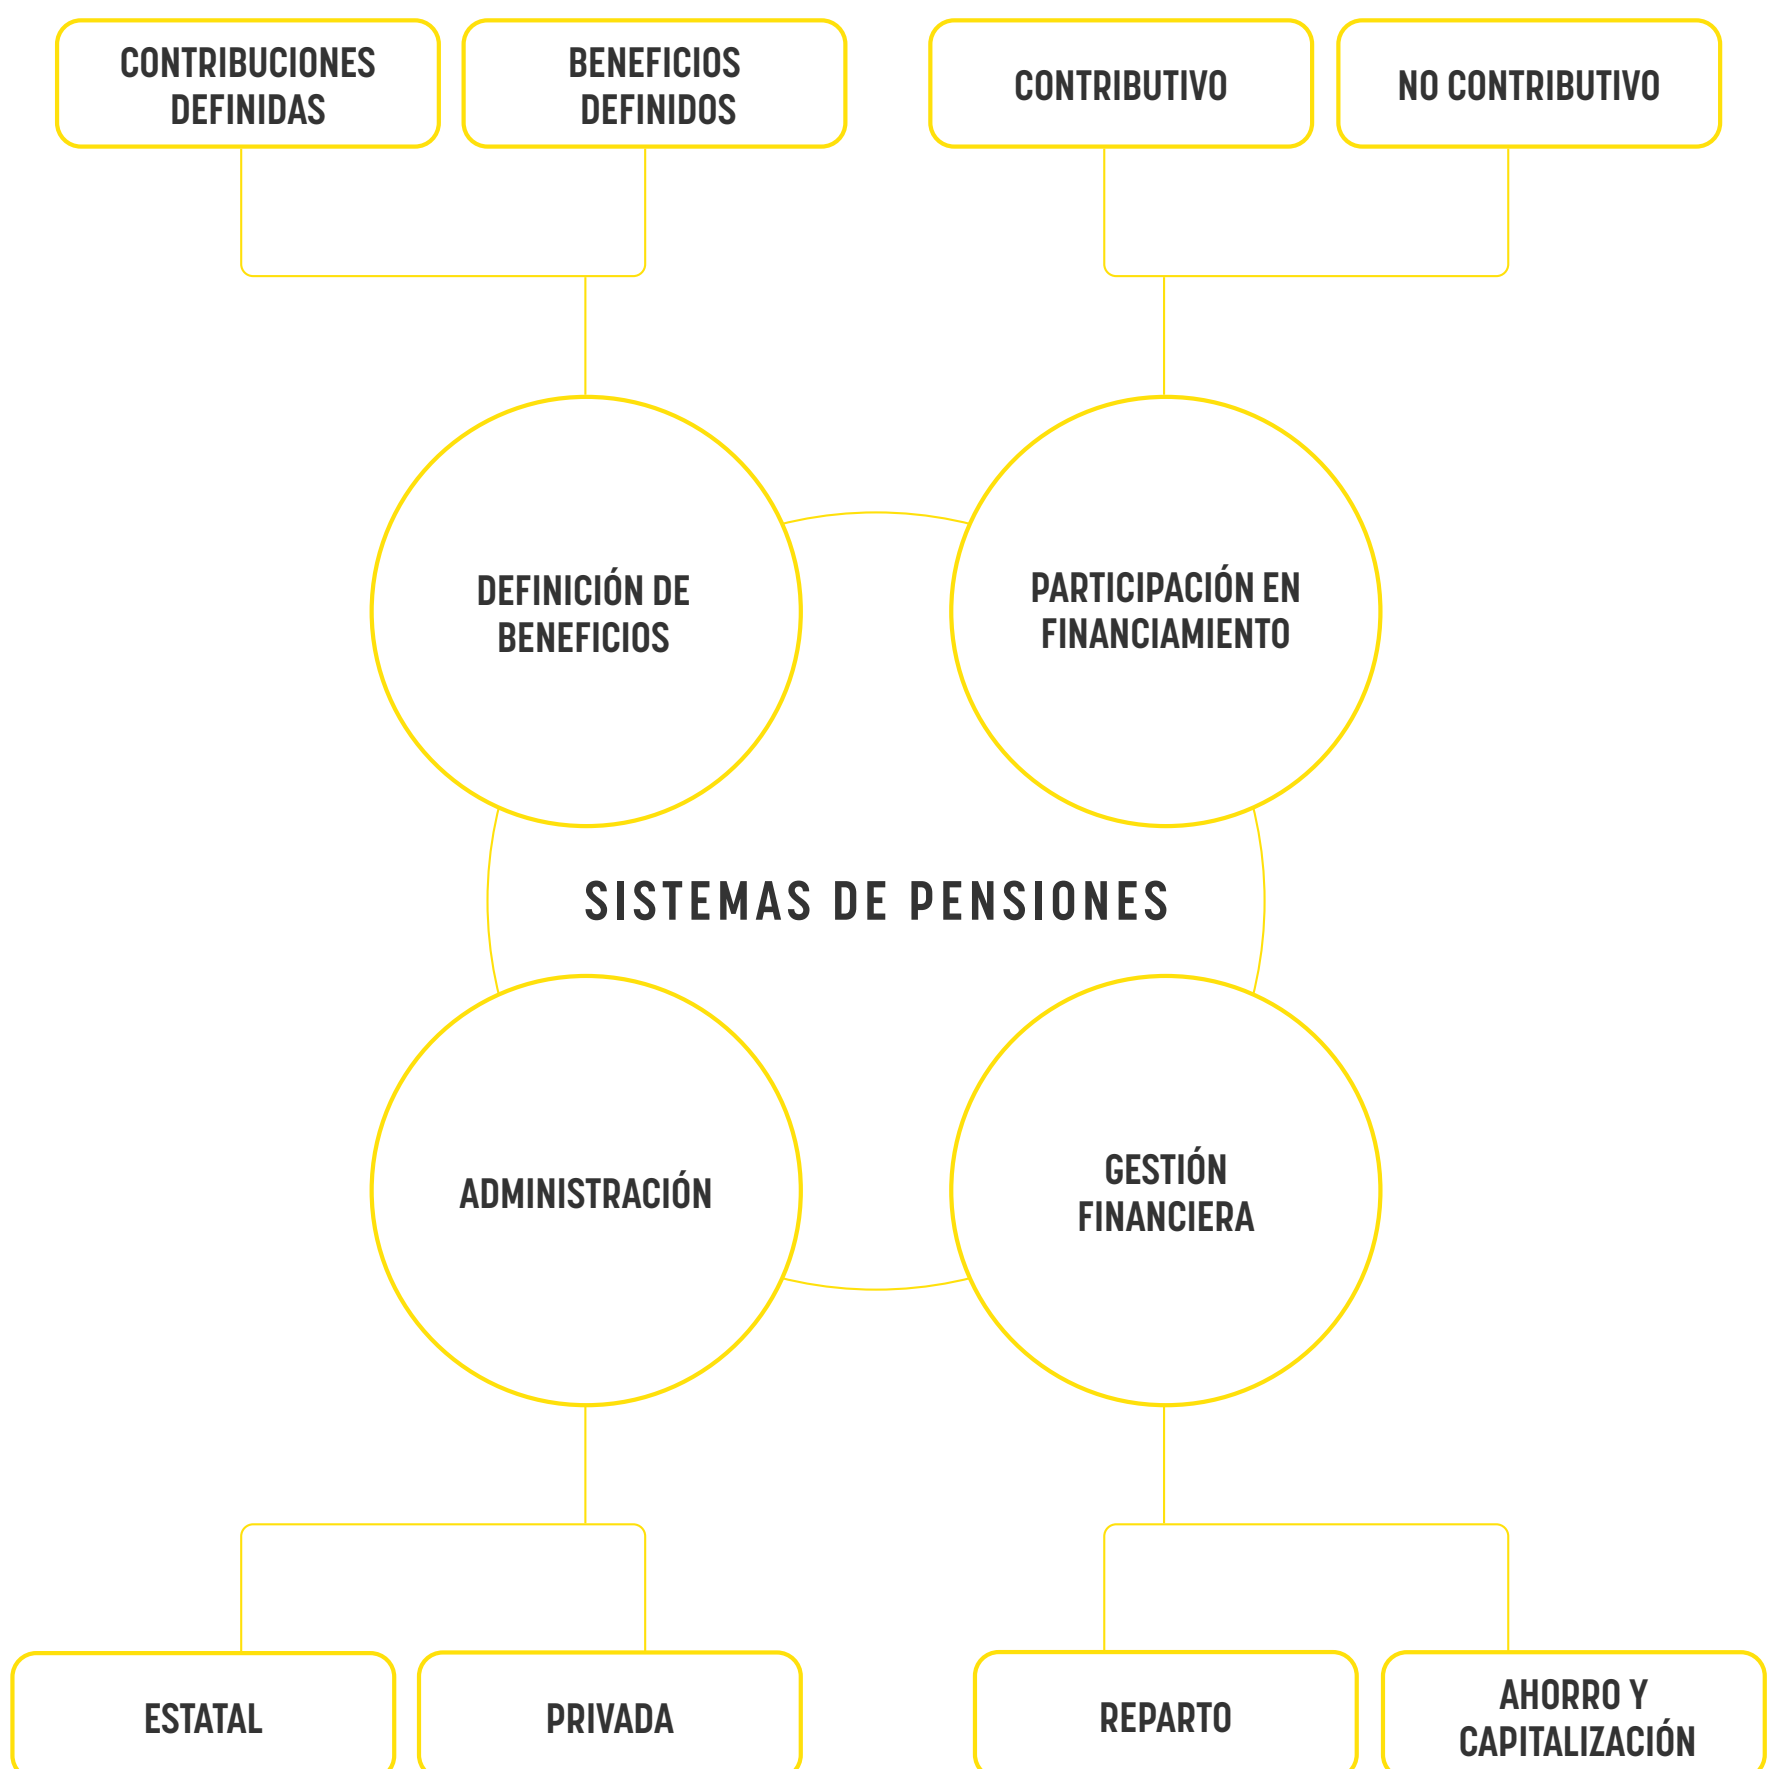 CONTRIBUCIONES
DEFINIDAS
BENEFICIOS
DEFINIDOS
CONTRIBUTIVO
NO CONTRIBUTIVO
DEFINICIÓN DE
BENEFICIOS
PARTICIPACIÓN EN
FINANCIAMIENTO
SISTEMAS DE PENSIONES
ADMINISTRACIÓN
GESTIÓN
FINANCIERA
ESTATAL
PRIVADA
REPARTO
AHORRO Y
CAPITALIZACIÓN